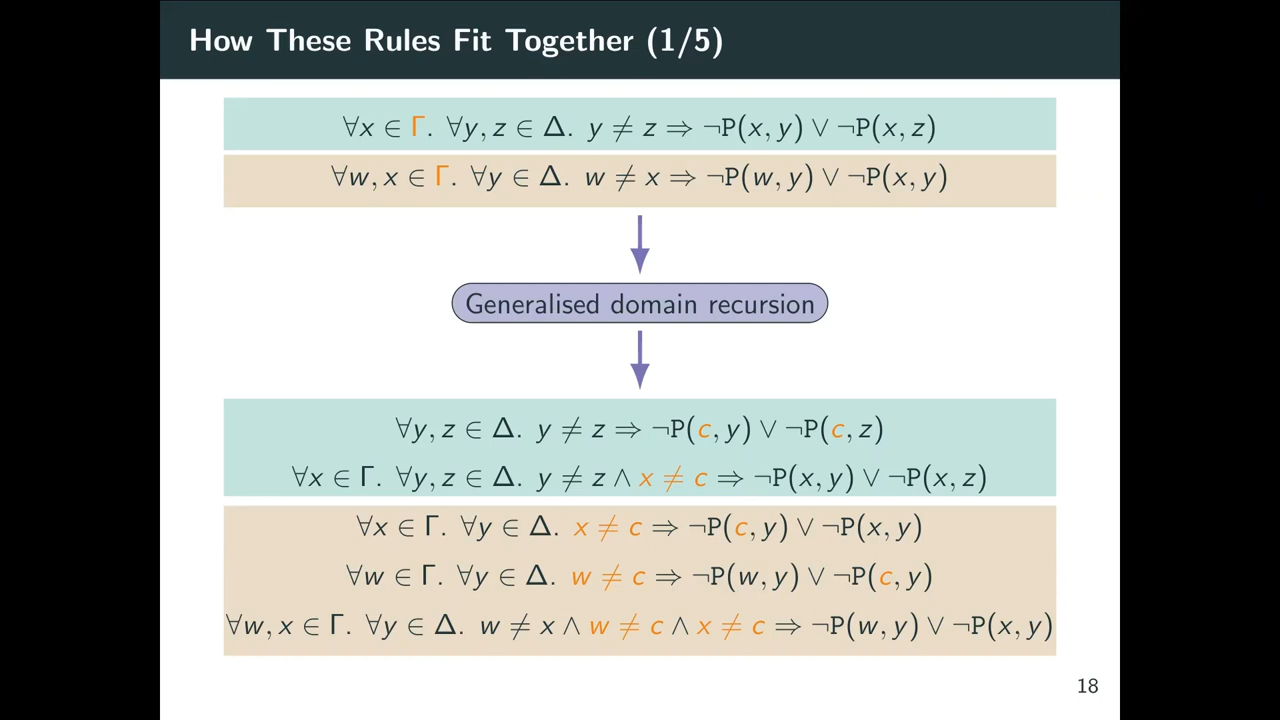 How These Rules Fit Together (1/5)
∀x ∈ Γ. ∀y, z ∈ Δ. y ≠ z ⇒ ¬P(x, y) ∨ ¬P(x, z)
∀w, x ∈ Γ. ∀y ∈ Δ. w ≠ x ⇒ ¬P(w, y) ∨ ¬P(x, y)
Generalised domain recursion
∀y, z ∈ Δ. y ≠ z ⇒ ¬P(c, y) ∨ ¬P(c, z)
∀x ∈ Γ. ∀y, z ∈ Δ. y ≠ z ∧ x ≠ c ⇒ ¬P(x, y) ∨ ¬P(x, z)
∀x ∈ Γ. ∀y ∈ Δ. x ≠ c ⇒ ¬P(c, y) ∨ ¬P(x, y)
∀w ∈ Γ. ∀y ∈ Δ. w ≠ c ⇒ ¬P(w, y) ∨ ¬P(c, y)
∀w, x ∈ Γ. ∀y ∈ Δ. w ≠ x ∧ w ≠ c ∧ x ≠ c ⇒ ¬P(w, y) ∨ ¬P(x, y)
18